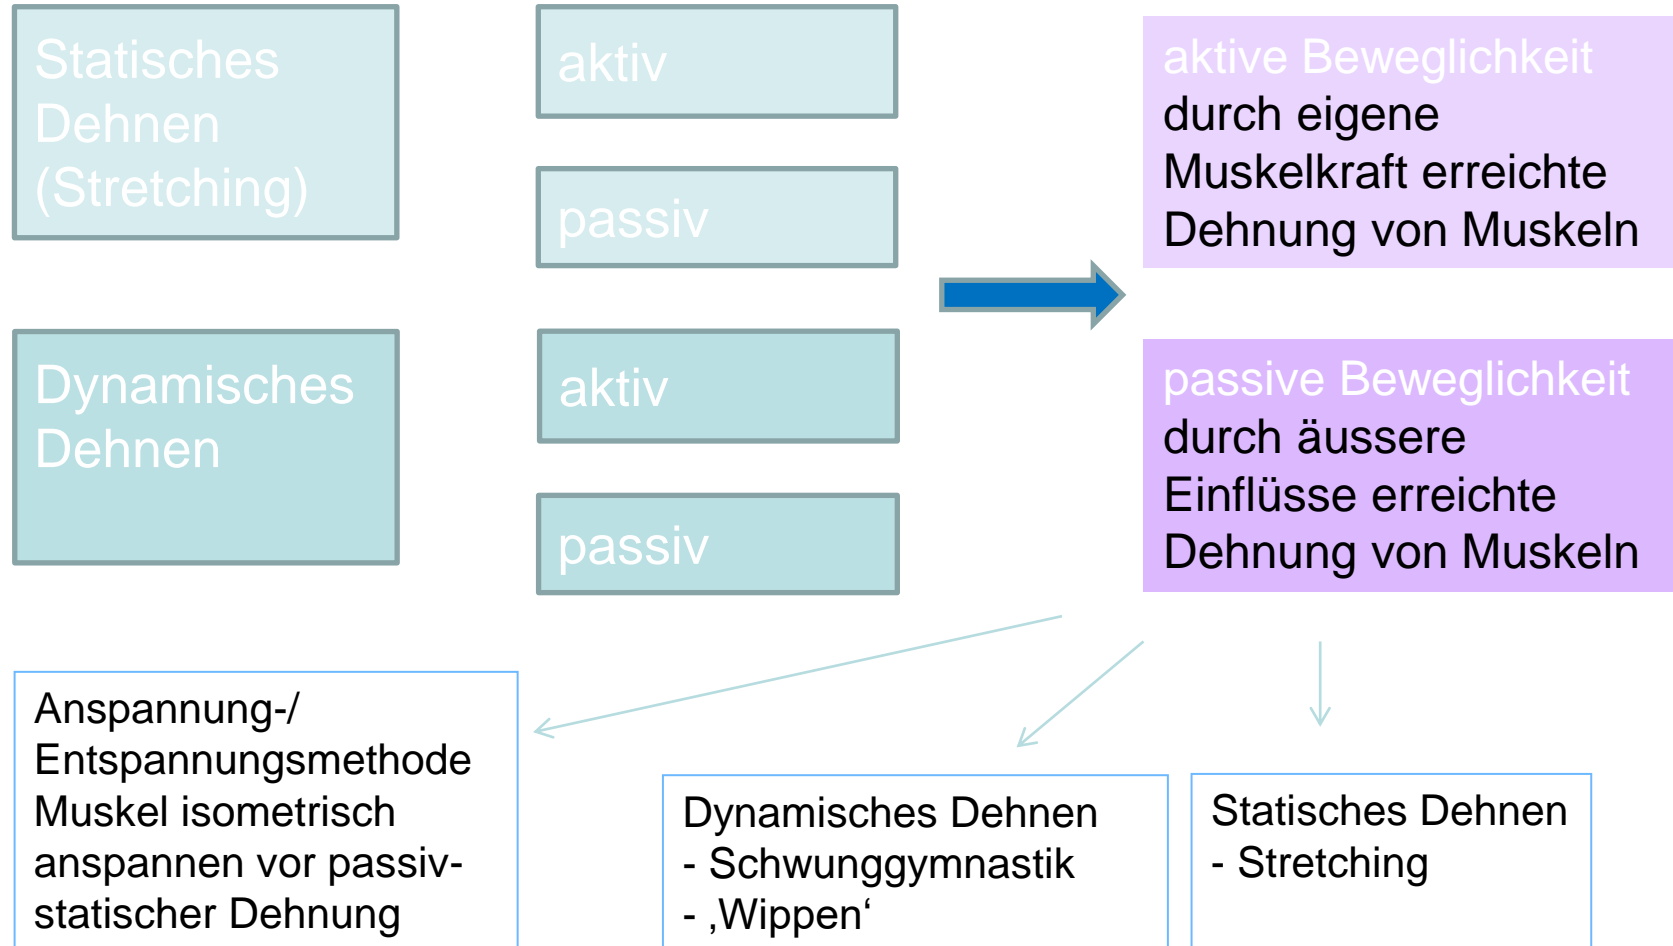 Statisches
Dehnen
(Stretching)
aktiv
passiv
aktive Beweglichkeit
durch eigene
Muskelkraft erreichte
Dehnung von Muskeln
Dynamisches
Dehnen
aktiv
passiv
passive Beweglichkeit
durch äussere
Einflüsse erreichte
Dehnung von Muskeln
Anspannung-/
Entspannungsmethode
Muskel isometrisch
anspannen vor passiv-
statischer Dehnung
Dynamisches Dehnen
- Schwunggymnastik
- ‚Wippen‘
Statisches Dehnen
- Stretching